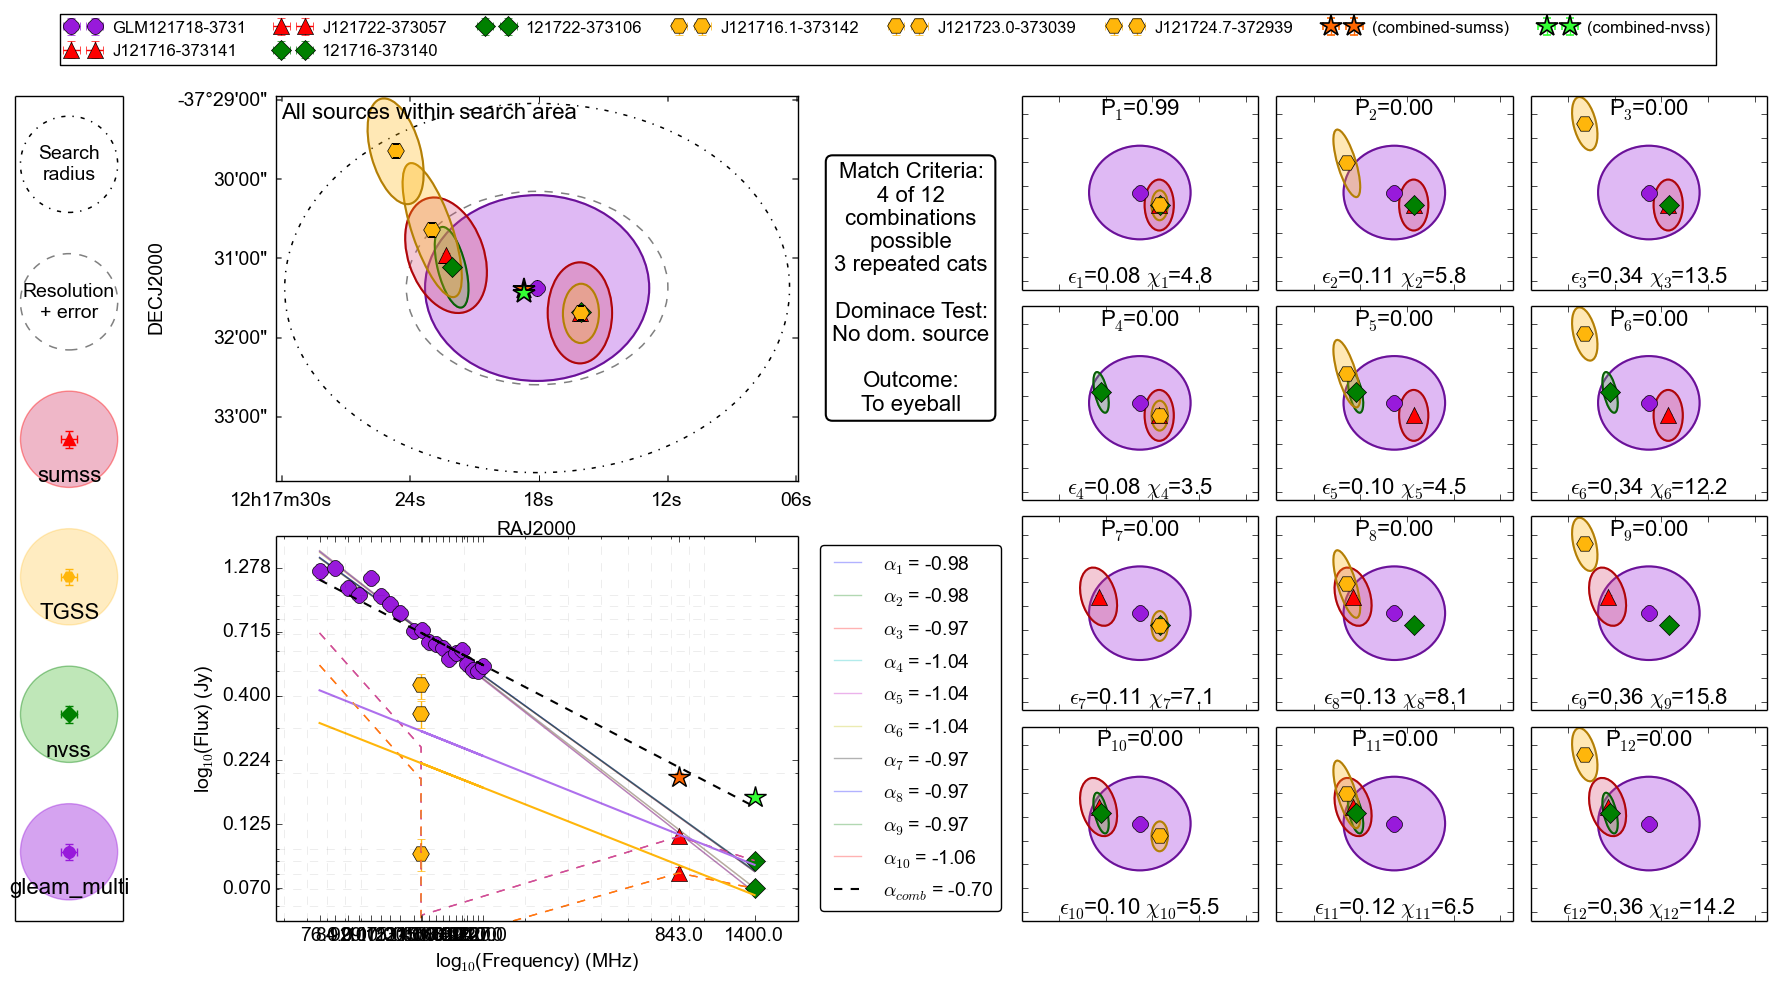 GLM121718-3731 J121722-373057 121722-373106 J121716.1-373142 J121723.0-373039 J121724.7-372939 (combined-sumss) (combined-nvss)
J121716-373141 121716-373140
Search
radius
Resolution
+ error
sumss
TGSS
nvss
gleam_multi
All sources within search area
-37°29'00"
30'00"
31'00"
32'00"
33'00"
DECJ2000
12h17m30s 24s 18s 12s 06s
RAJ2000
Match Criteria:
4 of 12
combinations
possible
3 repeated cats
Dominace Test:
No dom. source
Outcome:
To eyeball
1.278
0.715
0.400
0.224
0.125
0.070
log10(Flux) (Jy)
843.0 1400.0
log10(Frequency) (MHz)
α1 = -0.98
α2 = -0.98
α3 = -0.97
α4 = -1.04
α5 = -1.04
α6 = -1.04
α7 = -0.97
α8 = -0.97
α9 = -0.97
α10 = -1.06
αcomb = -0.70
P1=0.99 P2=0.00 P3=0.00
ϵ1=0.08 χ1=4.8 ϵ2=0.11 χ2=5.8 ϵ3=0.34 χ3=13.5
P4=0.00 P5=0.00 P6=0.00
ϵ4=0.08 χ4=3.5 ϵ5=0.10 χ5=4.5 ϵ6=0.34 χ6=12.2
P7=0.00 P8=0.00 P9=0.00
ϵ7=0.11 χ7=7.1 ϵ8=0.13 χ8=8.1 ϵ9=0.36 χ9=15.8
P10=0.00 P11=0.00 P12=0.00
ϵ10=0.10 χ10=5.5 ϵ11=0.12 χ11=6.5 ϵ12=0.36 χ12=14.2